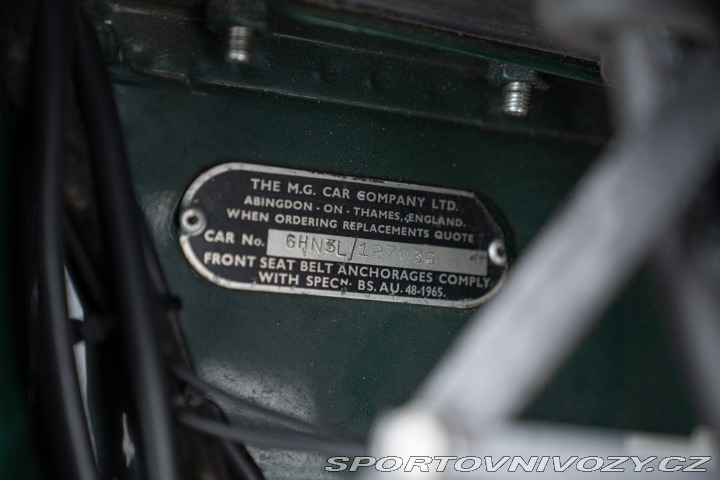 THE M.G. CAR COMPANY LTD.
ABINGDON - ON - THAMES, ENGLAND.
WHEN ORDERING REPLACEMENTS QUOTE
CAR No. GHN3L/127036
FRONT SEAT BELT ANCHORAGES COMPLY
WITH SPECN. BS. AU. 48-1965.
SPORTOVNIVOZY.CZ